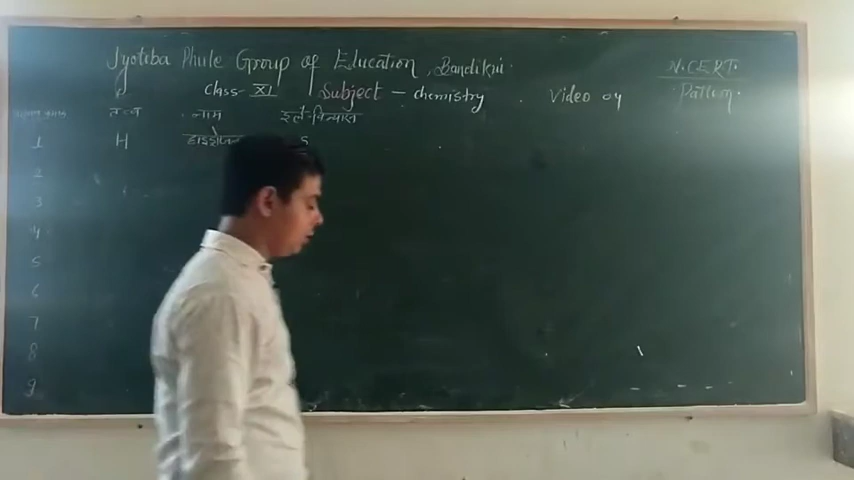 Jyotiba Phule Group of Education, Bandikui N.C.E.R.T.
Class-XI Subject - chemistry . Video 04 Pattern
तत्व नाम
1 H हाइड्रोजन
2
3
4
5
6
7
8
9